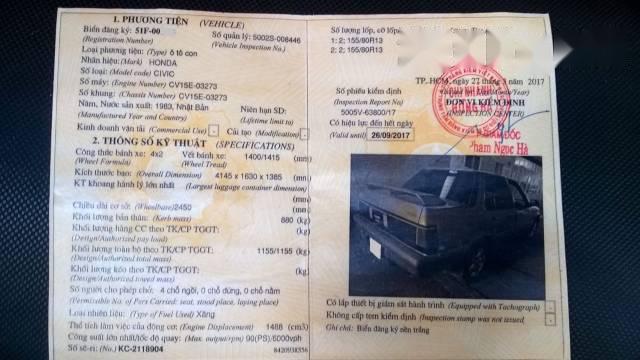 1. PHƯƠNG TIỆN (VEHICLE)
Biển đăng ký: 51F-00
(Registration Number)
Số quản lý: 5002S-006446
(Vehicle Inspection No.)
Loại phương tiện: (Type) ô tô con
Nhãn hiệu: (Mark) HONDA
Số loại: (Model code) CIVIC
Số máy: (Engine Number) CV15E-03273
Số khung: (Chassis Number) CV15E-03273
Năm, Nước sản xuất: 1983, Nhật Bản
(Manufactured Year and Country)
Niên hạn SD:
(Lifetime limit to)
Kinh doanh vận tải (Commercial Use) - Cải tạo (Modification) -
2. THÔNG SỐ KỸ THUẬT (SPECIFICATIONS)
Công thức bánh xe: 4x2
(Wheel Formula)
Vết bánh xe: 1400/1415 (mm)
(Wheel Tread)
Kích thước bao: (Overall Dimension) 4145 x 1630 x 1385 (mm)
KT khoang hành lý lớn nhất (Largest luggage container dimension)
(mm)
Chiều dài cơ sở: (Wheelbase) 2450 (mm)
Khối lượng bản thân: (Kerb mass) 880 (kg)
Khối lượng hàng CC theo TK/CP TGGT: (kg)
(Design/Authorized pay load)
Khối lượng toàn bộ theo TK/CP TGGT: 1155/1155 (kg)
(Design/Authorized total mass)
Khối lượng kéo theo TK/CP TGGT: (kg)
(Design/Authorized towed mass)
Số người cho phép chở: 4 chỗ ngồi, 0 chỗ đứng, 0 chỗ nằm
(Permissible No. of Pers Carried: seat, stood place, laying place)
Loại nhiên liệu: (Type of Fuel Used) Xăng
Thể tích làm việc của động cơ: (Engine Displacement) 1488 (cm3)
Công suất lớn nhất/tốc độ quay: (Max. output/rpm) 90(PS)/6000vph
Số sê-ri: (No.) KC-2118904
8420938556
Số lượng lốp, cỡ lốp
1: 2; 155/80R13
2: 2; 155/80R13
TP. HCM, ngày 27 tháng 3 năm 2017
Số phiếu kiểm định
(Inspection Report No)
5005V-63800/17
Có hiệu lực đến hết ngày
(Valid until) 26/09/2017
ĐƠN VỊ KIỂM ĐỊNH
(INSPECTION CENTER)
Phạm Ngọc Hà
Có lắp thiết bị giám sát hành trình (Equipped with Tachograph) -
Không cấp tem kiểm định (Inspection stamp was not issued) -
Ghi chú: Biển đăng ký nền trắng